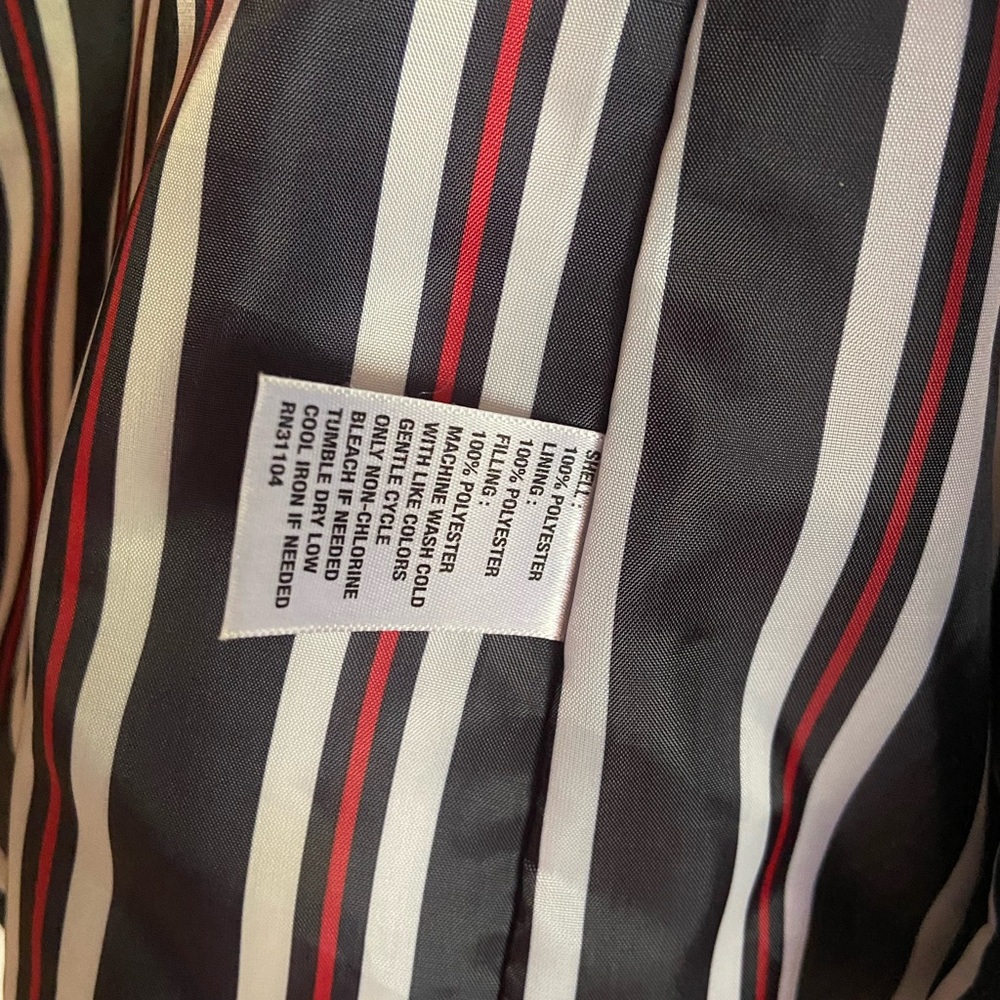 SHELL :
100% POLYESTER
LINING :
100% POLYESTER
FILLING :
100% POLYESTER
MACHINE WASH COLD
WITH LIKE COLORS
GENTLE CYCLE
ONLY NON-CHLORINE
BLEACH IF NEEDED
TUMBLE DRY LOW
COOL IRON IF NEEDED
RN31104